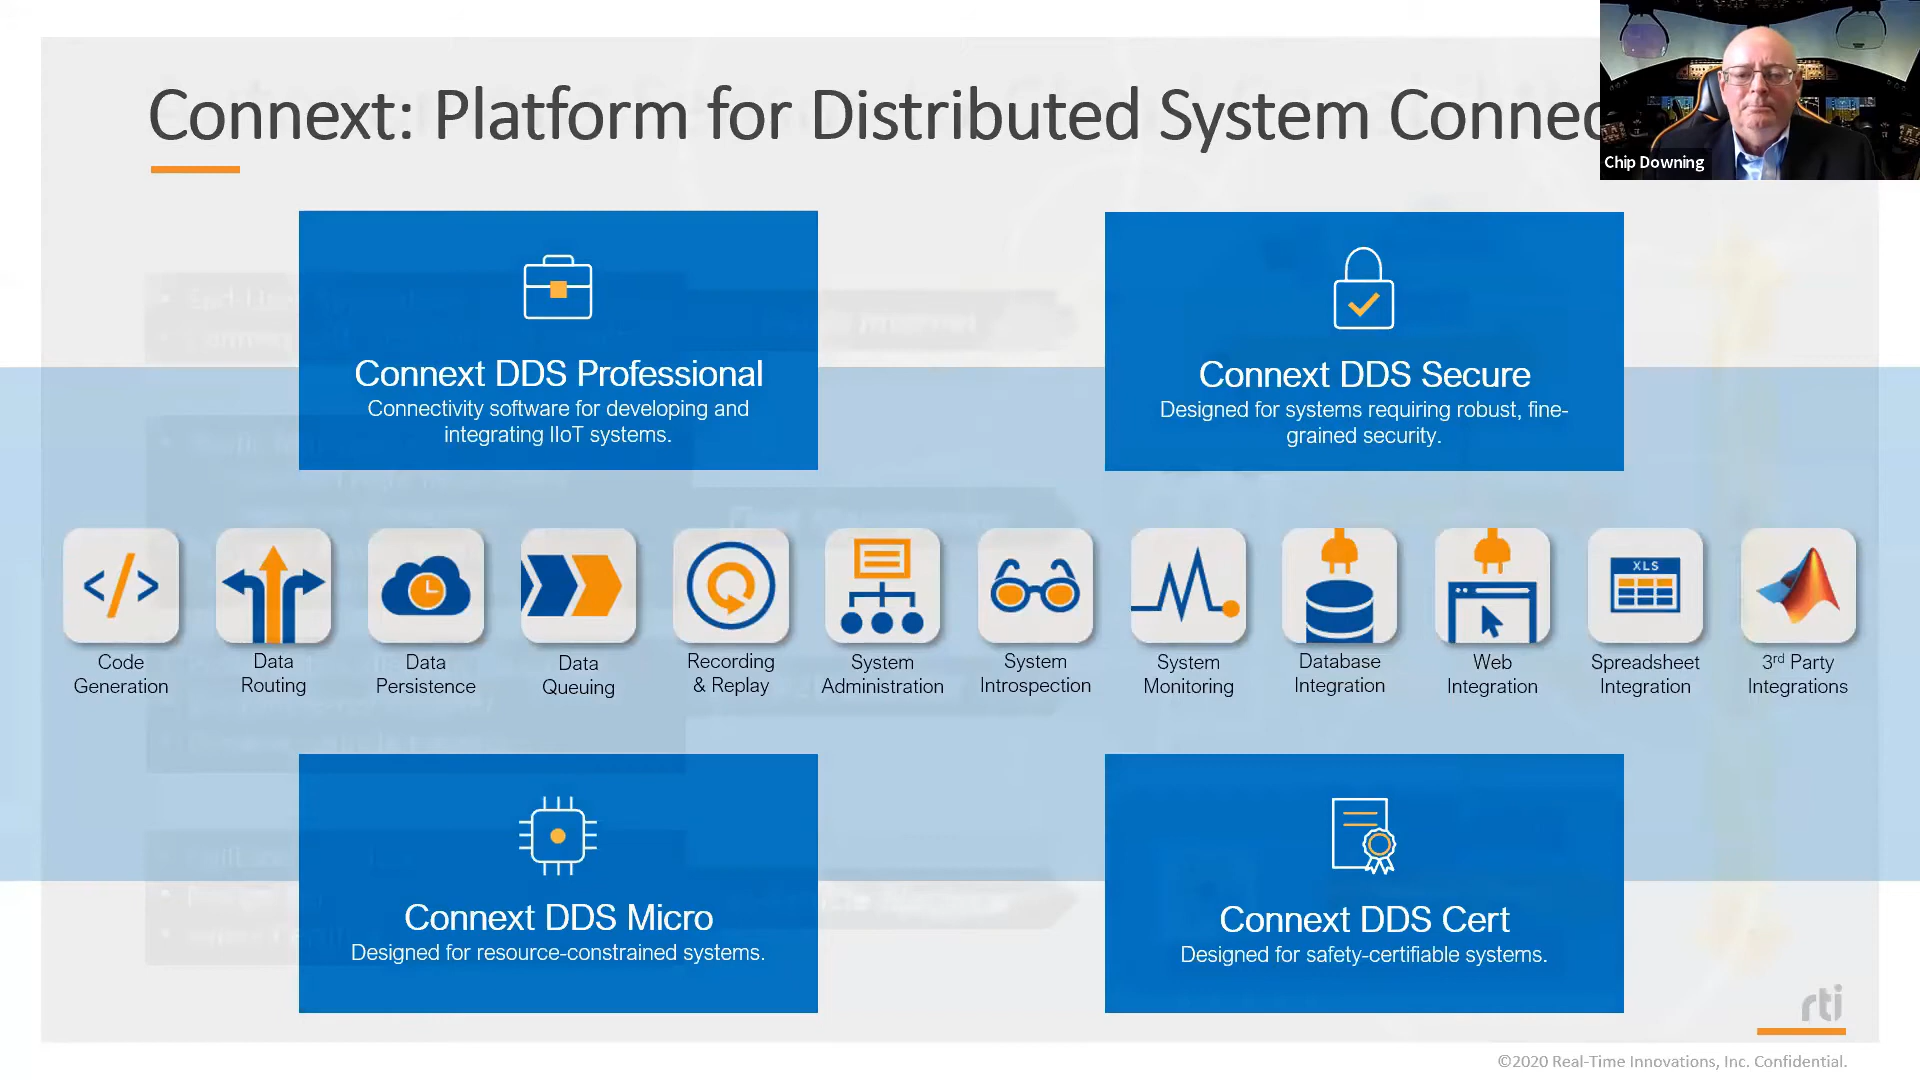 Connext: Platform for Distributed System Connec
Chip Downing
Connext DDS Professional
Connectivity software for developing and
integrating IIoT systems.
Connext DDS Secure
Designed for systems requiring robust, fine-
grained security.
XLS
Code
Generation
Data
Routing
Data
Persistence
Data
Queuing
Recording
& Replay
System
Administration
System
Introspection
System
Monitoring
Database
Integration
Web
Integration
Spreadsheet
Integration
3rd Party
Integrations
Connext DDS Micro
Designed for resource-constrained systems.
Connext DDS Cert
Designed for safety-certifiable systems.
rti
©2020 Real-Time Innovations, Inc. Confidential.